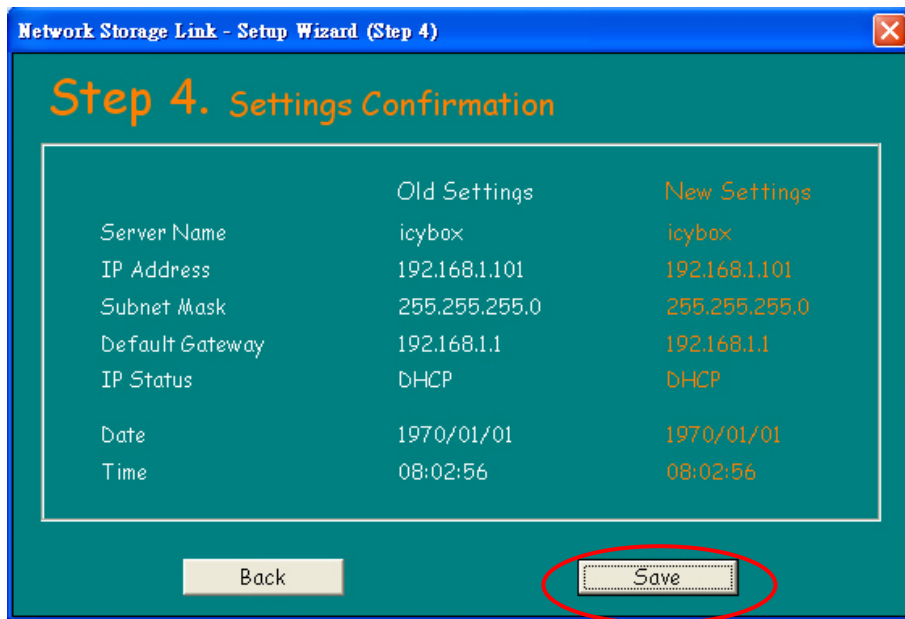 Network Storage Link - Setup Wizard (Step 4)
Step 4. Settings Confirmation
Old Settings New Settings
Server Name icybox icybox
IP Address 192.168.1.101 192.168.1.101
Subnet Mask 255.255.255.0 255.255.255.0
Default Gateway 192.168.1.1 192.168.1.1
IP Status DHCP DHCP
Date 1970/01/01 1970/01/01
Time 08:02:56 08:02:56
Back Save